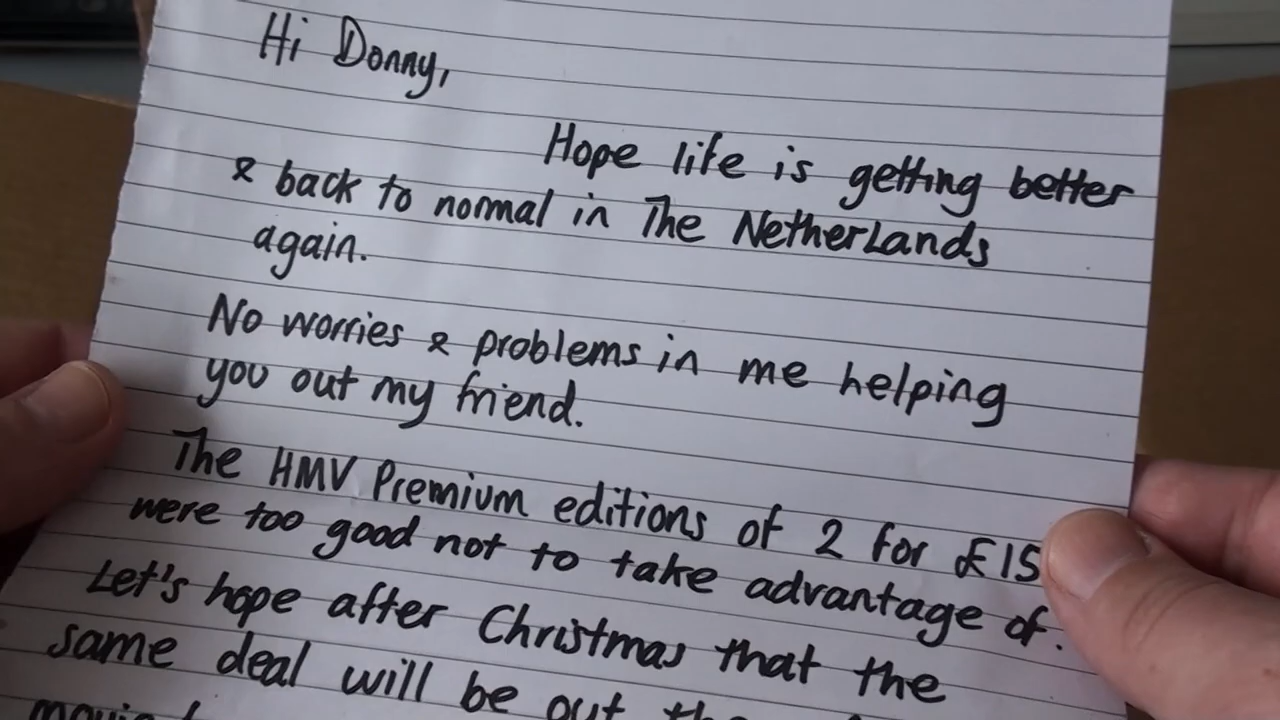 Hi Donny,
Hope life is getting better
& back to normal in The Netherlands
again.
No worries & problems in me helping
you out my friend.
The HMV Premium editions of 2 for £15
were too good not to take advantage of.
Let's hope after Christmas that the
same deal will be out